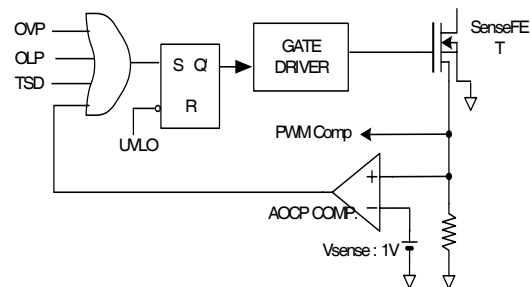 OVP
OLP
TSD
S Q'
R
UVLO
GATE
DRIVER
SenseFE
T
PWM Comp
+
−
AOCP COMP.
Vsense : 1V